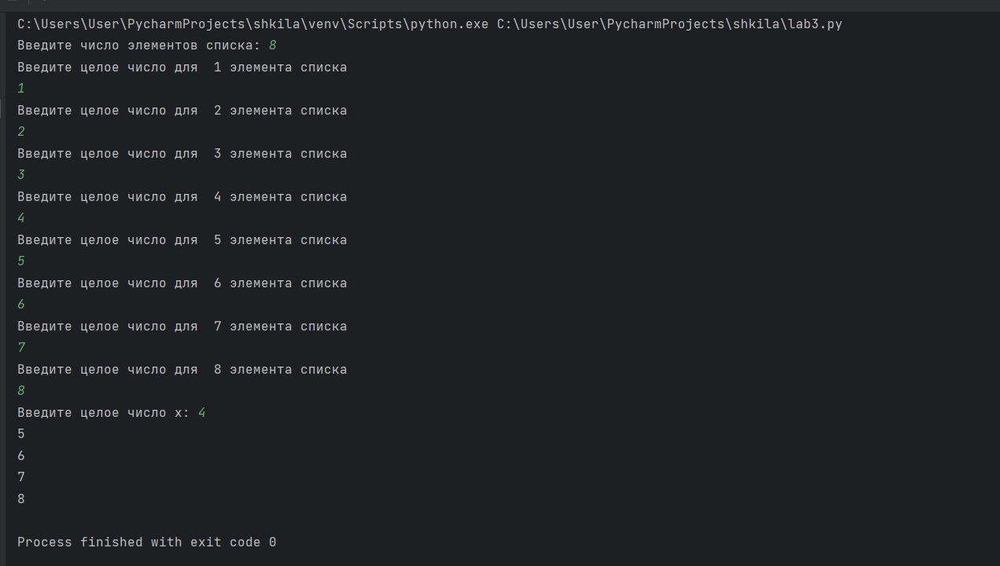 C:\Users\User\PycharmProjects\shkila\venv\Scripts\python.exe C:\Users\User\PycharmProjects\shkila\lab3.py
Введите число элементов списка: 8
Введите целое число для  1 элемента списка
1
Введите целое число для  2 элемента списка
2
Введите целое число для  3 элемента списка
3
Введите целое число для  4 элемента списка
4
Введите целое число для  5 элемента списка
5
Введите целое число для  6 элемента списка
6
Введите целое число для  7 элемента списка
7
Введите целое число для  8 элемента списка
8
Введите целое число x: 4
5
6
7
8
Process finished with exit code 0